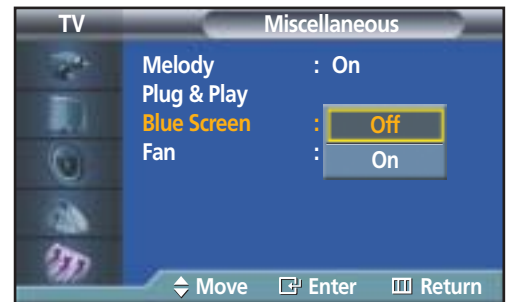 TV Miscellaneous
Melody : On
Plug & Play
Blue Screen : Off
Fan : On
Move Enter Return